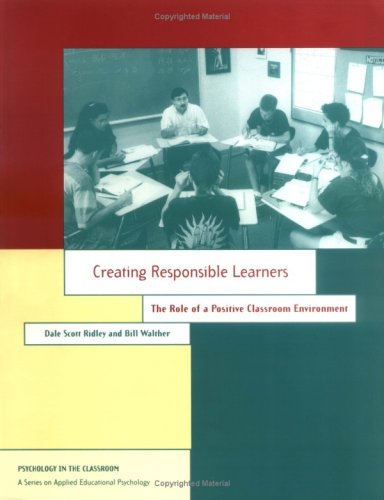 Copyrighted Material
Creating Responsible Learners
The Role of a Positive Classroom Environment
Dale Scott Ridley and Bill Walther
PSYCHOLOGY IN THE CLASSROOM
A Series on Applied Educational Psychology
Copyrighted Material